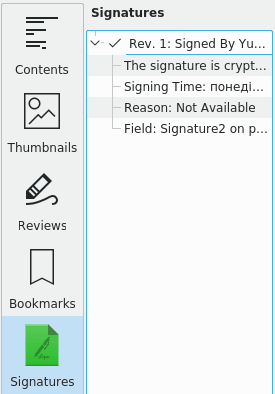 Signatures
Contents
Thumbnails
Reviews
Bookmarks
Signatures
Rev. 1: Signed By Yu...
The signature is crypt...
Signing Time: понеді...
Reason: Not Available
Field: Signature2 on p...